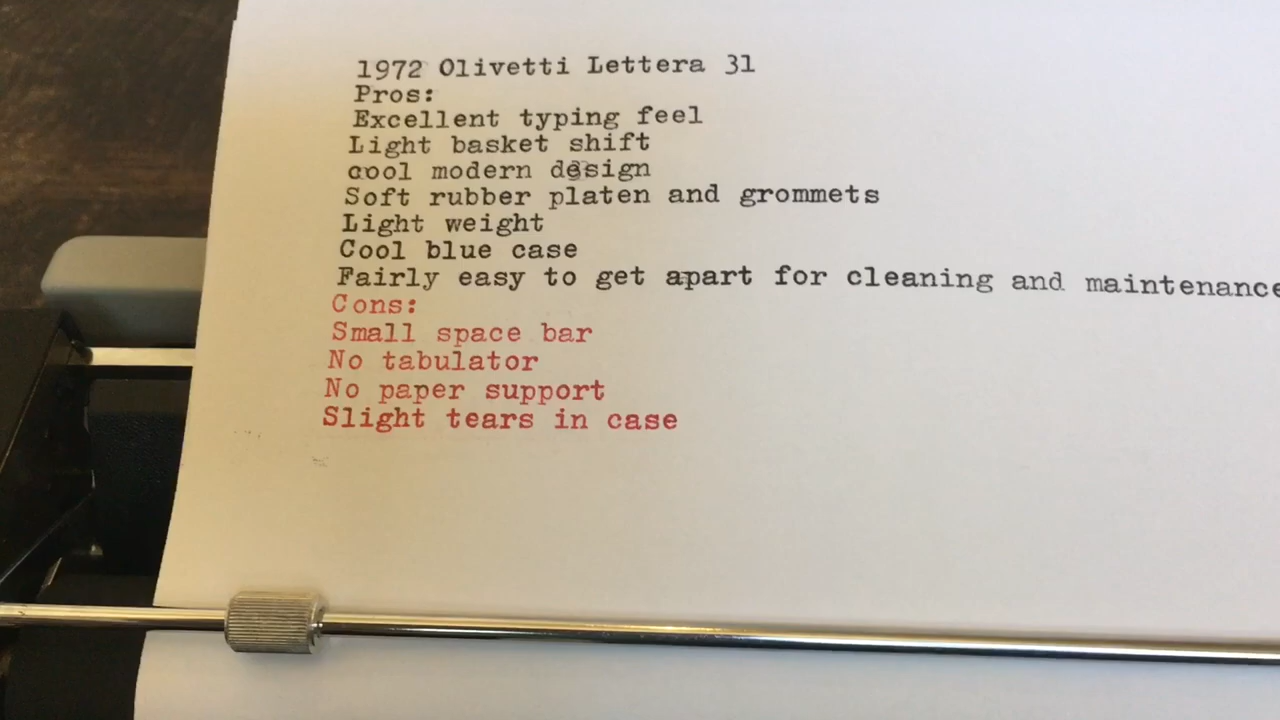 1972 Olivetti Lettera 31
Pros:
Excellent typing feel
Light basket shift
cool modern design
Soft rubber platen and grommets
Light weight
Cool blue case
Fairly easy to get apart for cleaning and maintenance
Cons:
Small space bar
No tabulator
No paper support
Slight tears in case